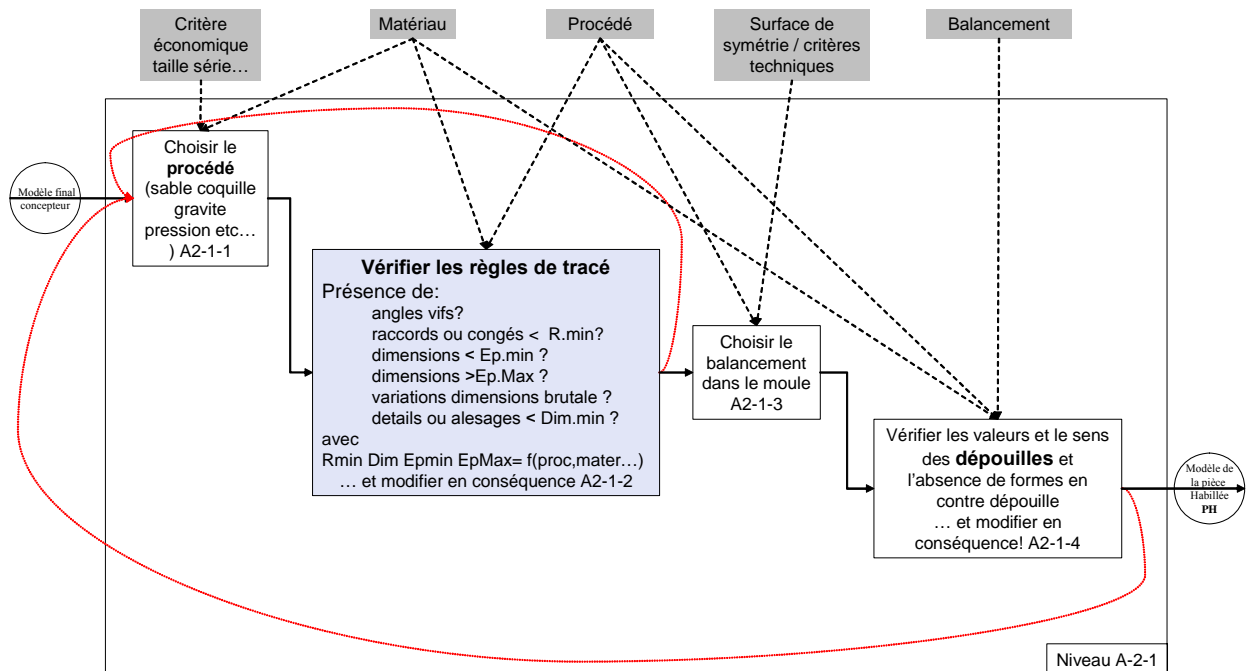 Critère
économique
taille série…
Matériau
Procédé
Surface de
symétrie / critères
techniques
Balancement
Modèle final
concepteur
Choisir le
procédé
(sable coquille
gravite
pression etc…
) A2-1-1
Vérifier les règles de tracé
Présence de:
angles vifs?
raccords ou congés < R.min?
dimensions < Ep.min ?
dimensions >Ep.Max ?
variations dimensions brutale ?
details ou alesages < Dim.min ?
avec
Rmin Dim Epmin EpMax= f(proc,mater…)
… et modifier en conséquence A2-1-2
Choisir le
balancement
dans le moule
A2-1-3
Vérifier les valeurs et le sens
des dépouilles et
l'absence de formes en
contre dépouille
… et modifier en
conséquence! A2-1-4
Modèle de
la pièce
Habillée
PH
Niveau A-2-1